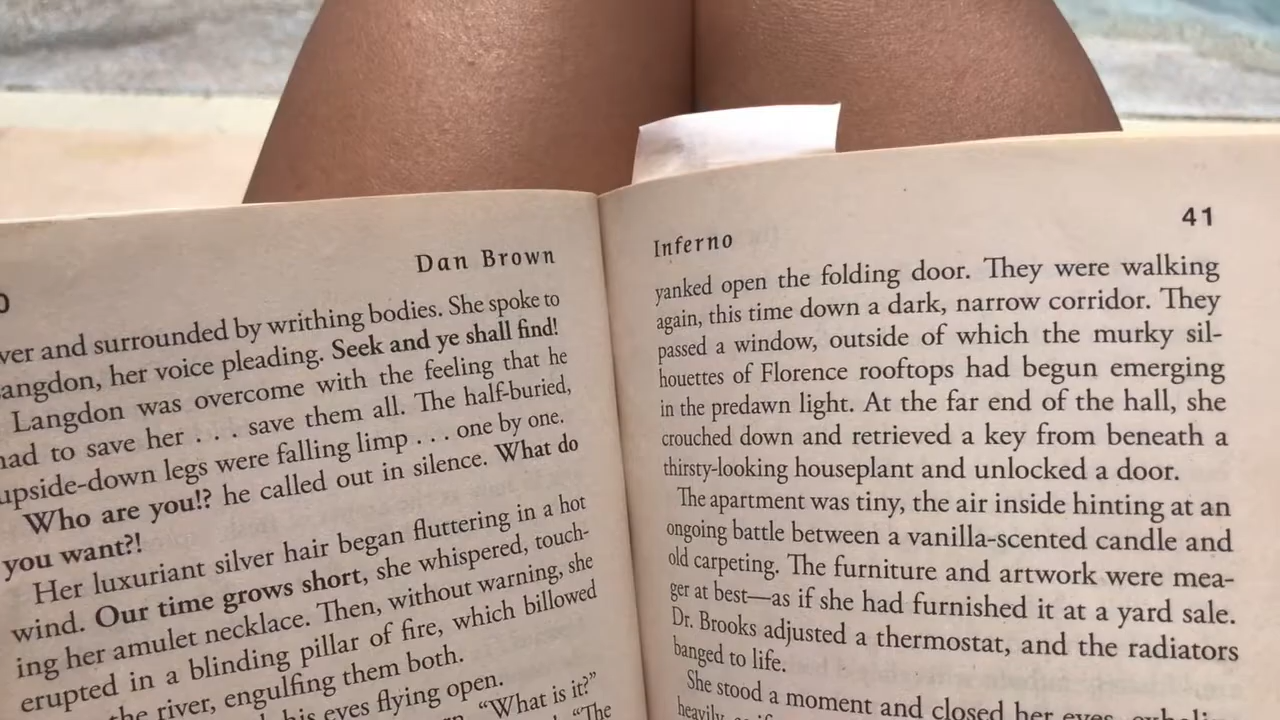 Dan Brown
and surrounded by writhing bodies. She spoke to
her voice pleading. Seek and ye shall find!
Langdon was overcome with the feeling that he
to save her . . . save them all. The half-buried,
upside-down legs were falling limp . . . one by one.
Who are you!? he called out in silence. What do
you want?!
Her luxuriant silver hair began fluttering in a hot
wind. Our time grows short, she whispered, touch-
ing her amulet necklace. Then, without warning, she
erupted in a blinding pillar of fire, which billowed
the river, engulfing them both.
his eyes flying open.
“What is it?”
“The
41
Inferno
yanked open the folding door. They were walking
again, this time down a dark, narrow corridor. They
passed a window, outside of which the murky sil-
houettes of Florence rooftops had begun emerging
in the predawn light. At the far end of the hall, she
crouched down and retrieved a key from beneath a
thirsty-looking houseplant and unlocked a door.
The apartment was tiny, the air inside hinting at an
ongoing battle between a vanilla-scented candle and
old carpeting. The furniture and artwork were mea-
ger at best—as if she had furnished it at a yard sale.
Dr. Brooks adjusted a thermostat, and the radiators
banged to life.
She stood a moment and closed her eyes,
heavily,